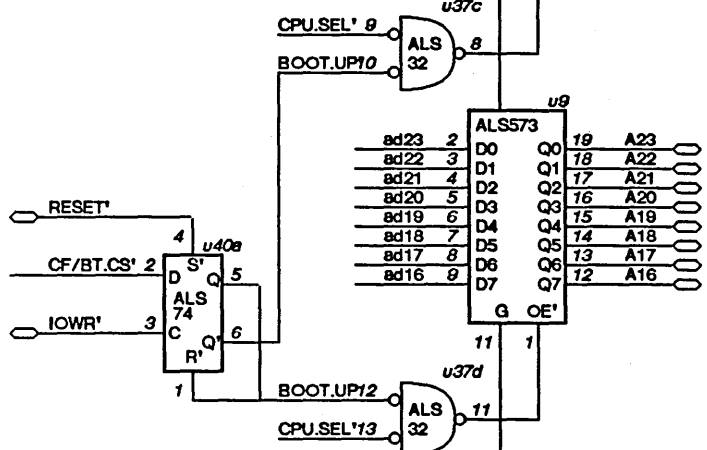 u37c
CPU.SEL' 9
ALS
32
8
BOOT.UP'10
u9
ALS573
ad23 2 D0 Q0 19 A23
ad22 3 D1 Q1 18 A22
ad21 4 D2 Q2 17 A21
ad20 5 D3 Q3 16 A20
ad19 6 D4 Q4 15 A19
ad18 7 D5 Q5 14 A18
ad17 8 D6 Q6 13 A17
ad16 9 D7 Q7 12 A16
G OE'
11 1
RESET'
4 u40a
CF/BT.CS' 2 D S' Q 5
ALS
74
IOWR' 3 C Q' 6
R'
1
u37d
BOOT.UP12
ALS
32
11
CPU.SEL'13